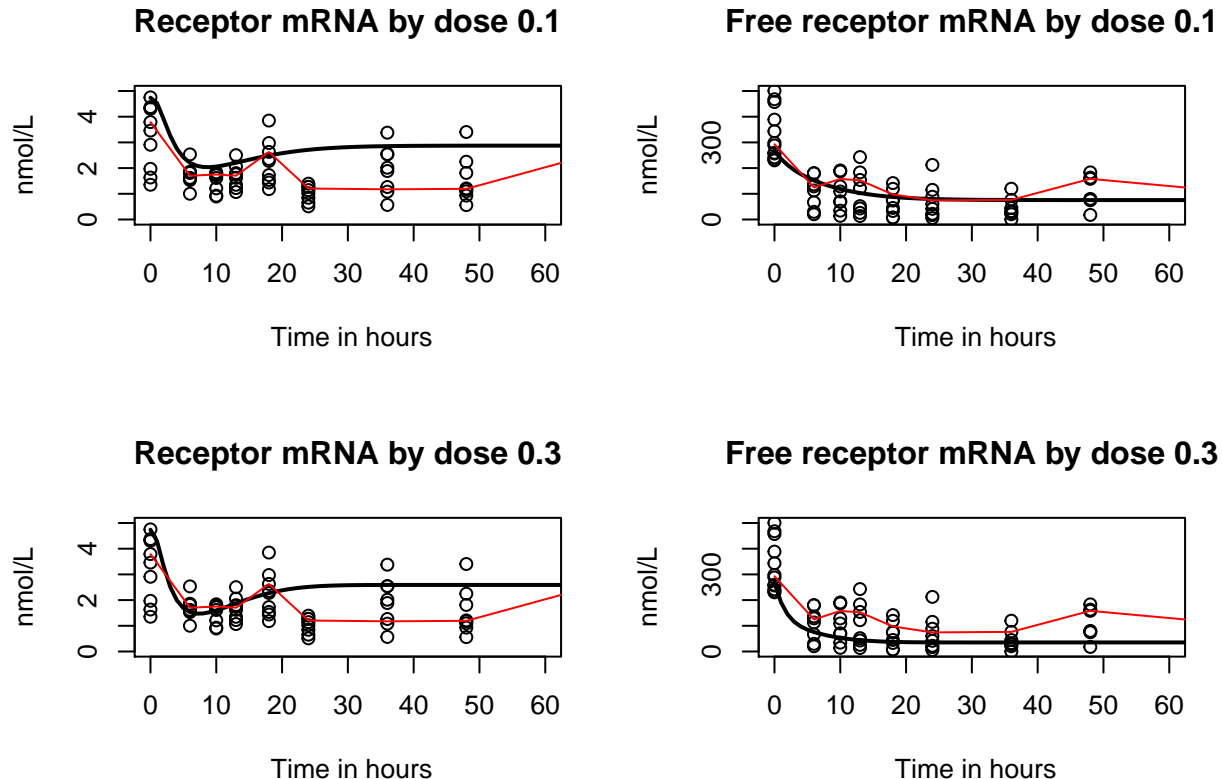 Receptor mRNA by dose 0.1
nmol/L
0 2 4
0 10 20 30 40 50 60
Time in hours
Free receptor mRNA by dose 0.1
nmol/L
0 300
0 10 20 30 40 50 60
Time in hours
Receptor mRNA by dose 0.3
nmol/L
0 2 4
0 10 20 30 40 50 60
Time in hours
Free receptor mRNA by dose 0.3
nmol/L
0 300
0 10 20 30 40 50 60
Time in hours